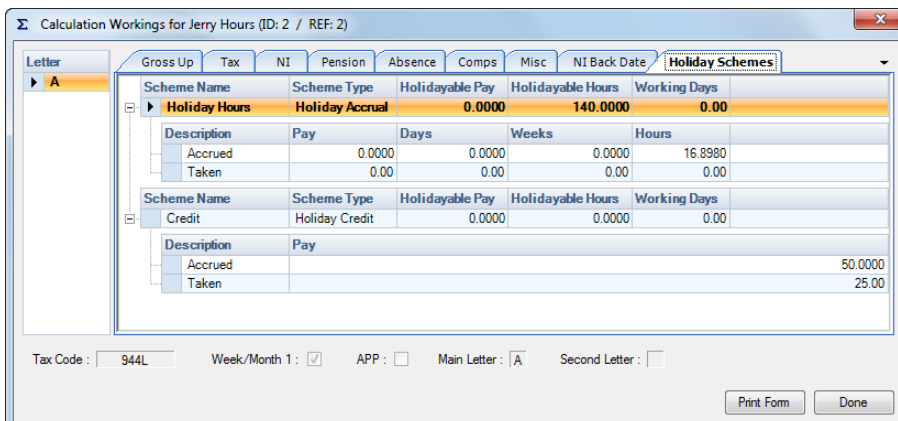 Σ Calculation Workings for Jerry Hours (ID: 2 / REF: 2)
Letter
A
Gross Up Tax NI Pension Absence Comps Misc NI Back Date Holiday Schemes
Scheme Name Scheme Type Holidayable Pay Holidayable Hours Working Days
Holiday Hours Holiday Accrual 0.0000 140.0000 0.00
Description Pay Days Weeks Hours
Accrued 0.0000 0.0000 0.0000 16.8980
Taken 0.00 0.00 0.00 0.00
Scheme Name Scheme Type Holidayable Pay Holidayable Hours Working Days
Credit Holiday Credit 0.0000 0.0000 0.00
Description Pay
Accrued 50.0000
Taken 25.00
Tax Code : 944L Week/Month 1 : APP : Main Letter : A Second Letter :
Print Form Done